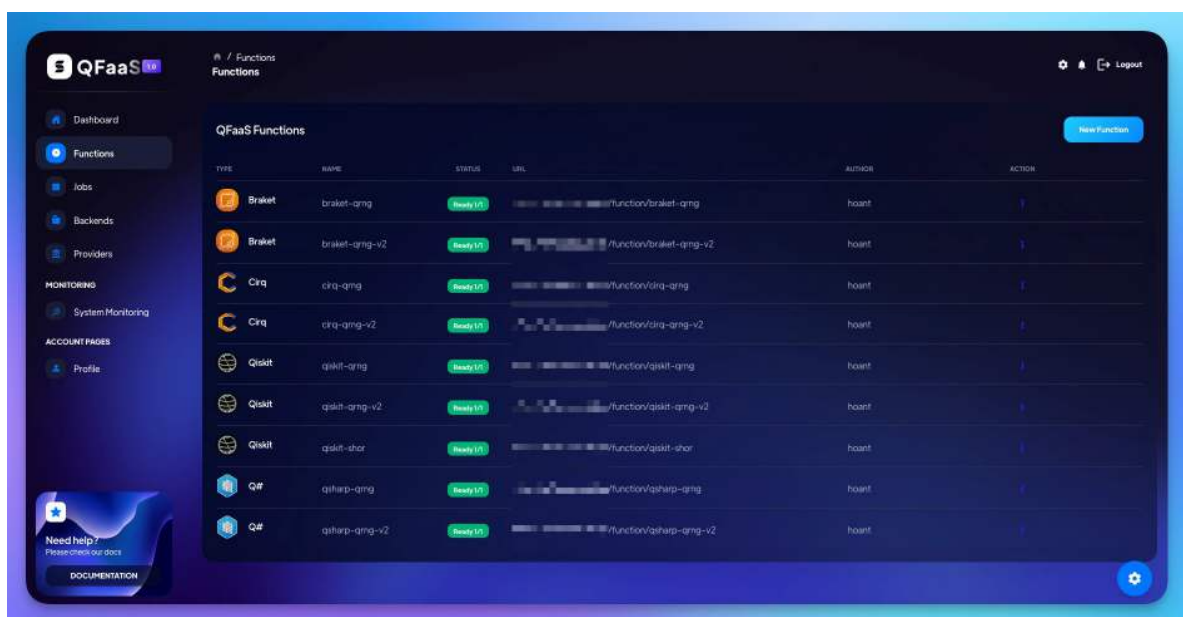 QFaaS 1.0
/ Functions
Functions
Logout
Dashboard
Functions
Jobs
Backends
Providers
MONITORING
System Monitoring
ACCOUNT PAGES
Profile
Need help?
Please check our docs
DOCUMENTATION
QFaaS Functions
New Function
TYPE NAME STATUS URL AUTHOR ACTION
Braket braket-qrng Ready 1/1 /function/braket-qrng hoant
Braket braket-qrng-v2 Ready 1/1 /function/braket-qrng-v2 hoant
Cirq cirq-qrng Ready 1/1 /function/cirq-qrng hoant
Cirq cirq-qrng-v2 Ready 1/1 /function/cirq-qrng-v2 hoant
Qiskit qiskit-qrng Ready 1/1 /function/qiskit-qrng hoant
Qiskit qiskit-qrng-v2 Ready 1/1 /function/qiskit-qrng-v2 hoant
Qiskit qiskit-shor Ready 1/1 /function/qiskit-shor hoant
Q# qsharp-qrng Ready 1/1 /function/qsharp-qrng hoant
Q# qsharp-qrng-v2 Ready 1/1 /function/qsharp-qrng-v2 hoant